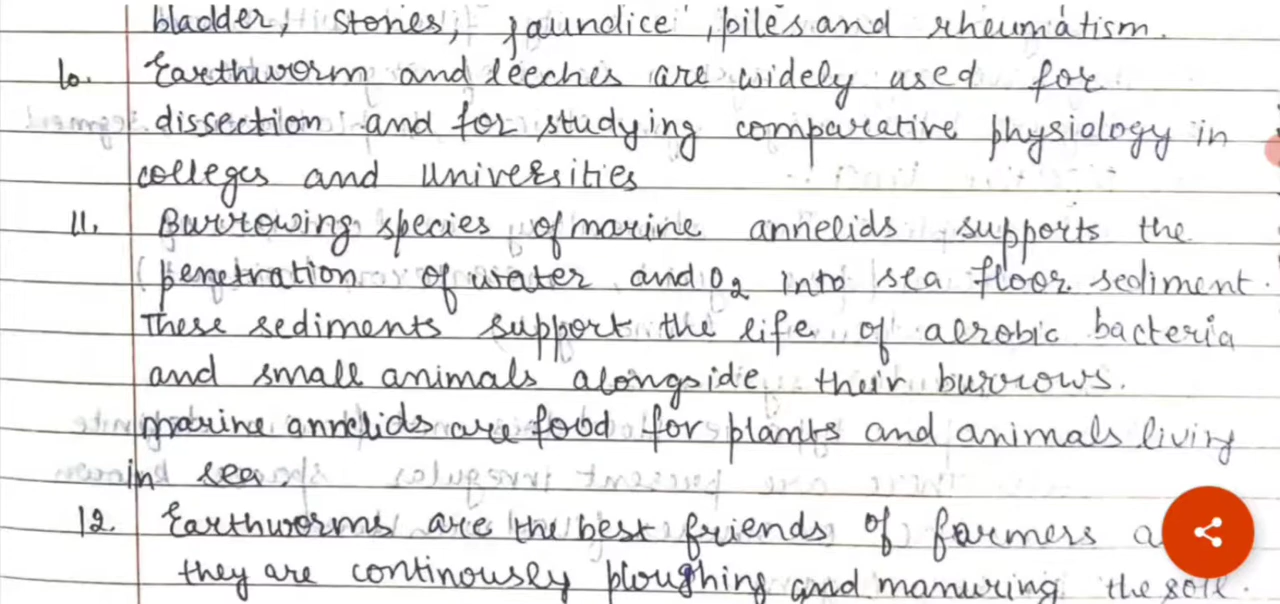 bladder, stones, jaundice, piles and rheumatism.
10. Earthworm and leeches are widely used for
dissection and for studying comparative physiology in
colleges and Universities
11. Burrowing species of marine annelids supports the
penetration of water and O2 into sea floor sediment.
These sediments support the life of aerobic bacteria
and small animals alongside their burrows.
Marine annelids are food for plants and animals living
in sea.
12. Earthworms are the best friends of farmers
they are continously ploughing and manuring the soil.